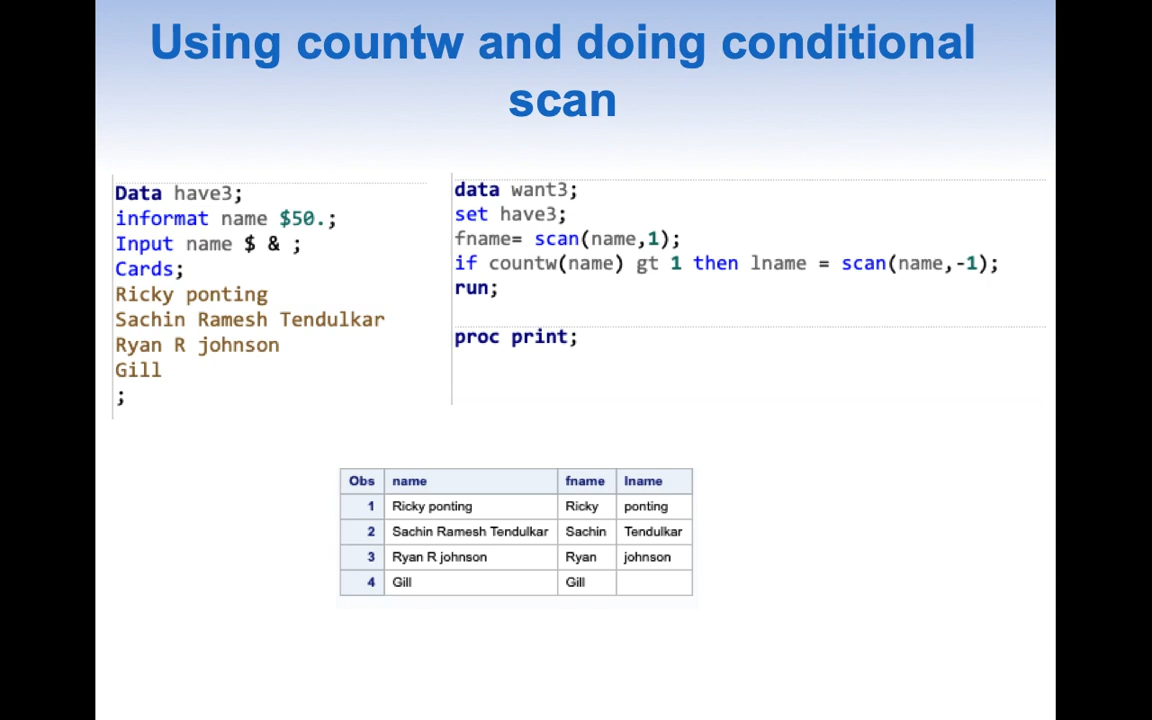 Using countw and doing conditional
scan
Data have3;
informat name $50.;
Input name $ & ;
Cards;
Ricky ponting
Sachin Ramesh Tendulkar
Ryan R johnson
Gill
;
data want3;
set have3;
fname= scan(name,1);
if countw(name) gt 1 then lname = scan(name,-1);
run;
proc print;
Obs name fname lname
1 Ricky ponting Ricky ponting
2 Sachin Ramesh Tendulkar Sachin Tendulkar
3 Ryan R johnson Ryan johnson
4 Gill Gill